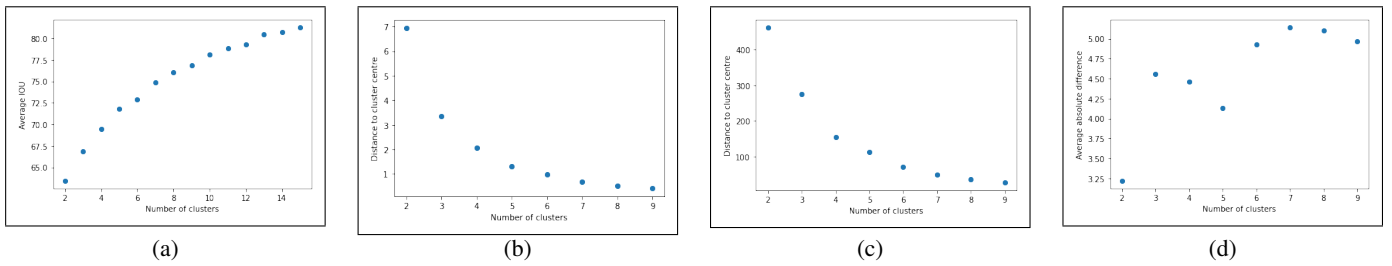 Average IOU
80.0
77.5
75.0
72.5
70.0
67.5
65.0
2 4 6 8 10 12 14
Number of clusters
(a)
Distance to cluster centre
7
6
5
4
3
2
1
2 3 4 5 6 7 8 9
Number of clusters
(b)
Distance to cluster centre
400
300
200
100
2 3 4 5 6 7 8 9
Number of clusters
(c)
Average absolute difference
5.00
4.75
4.50
4.25
4.00
3.75
3.50
3.25
2 3 4 5 6 7 8 9
Number of clusters
(d)